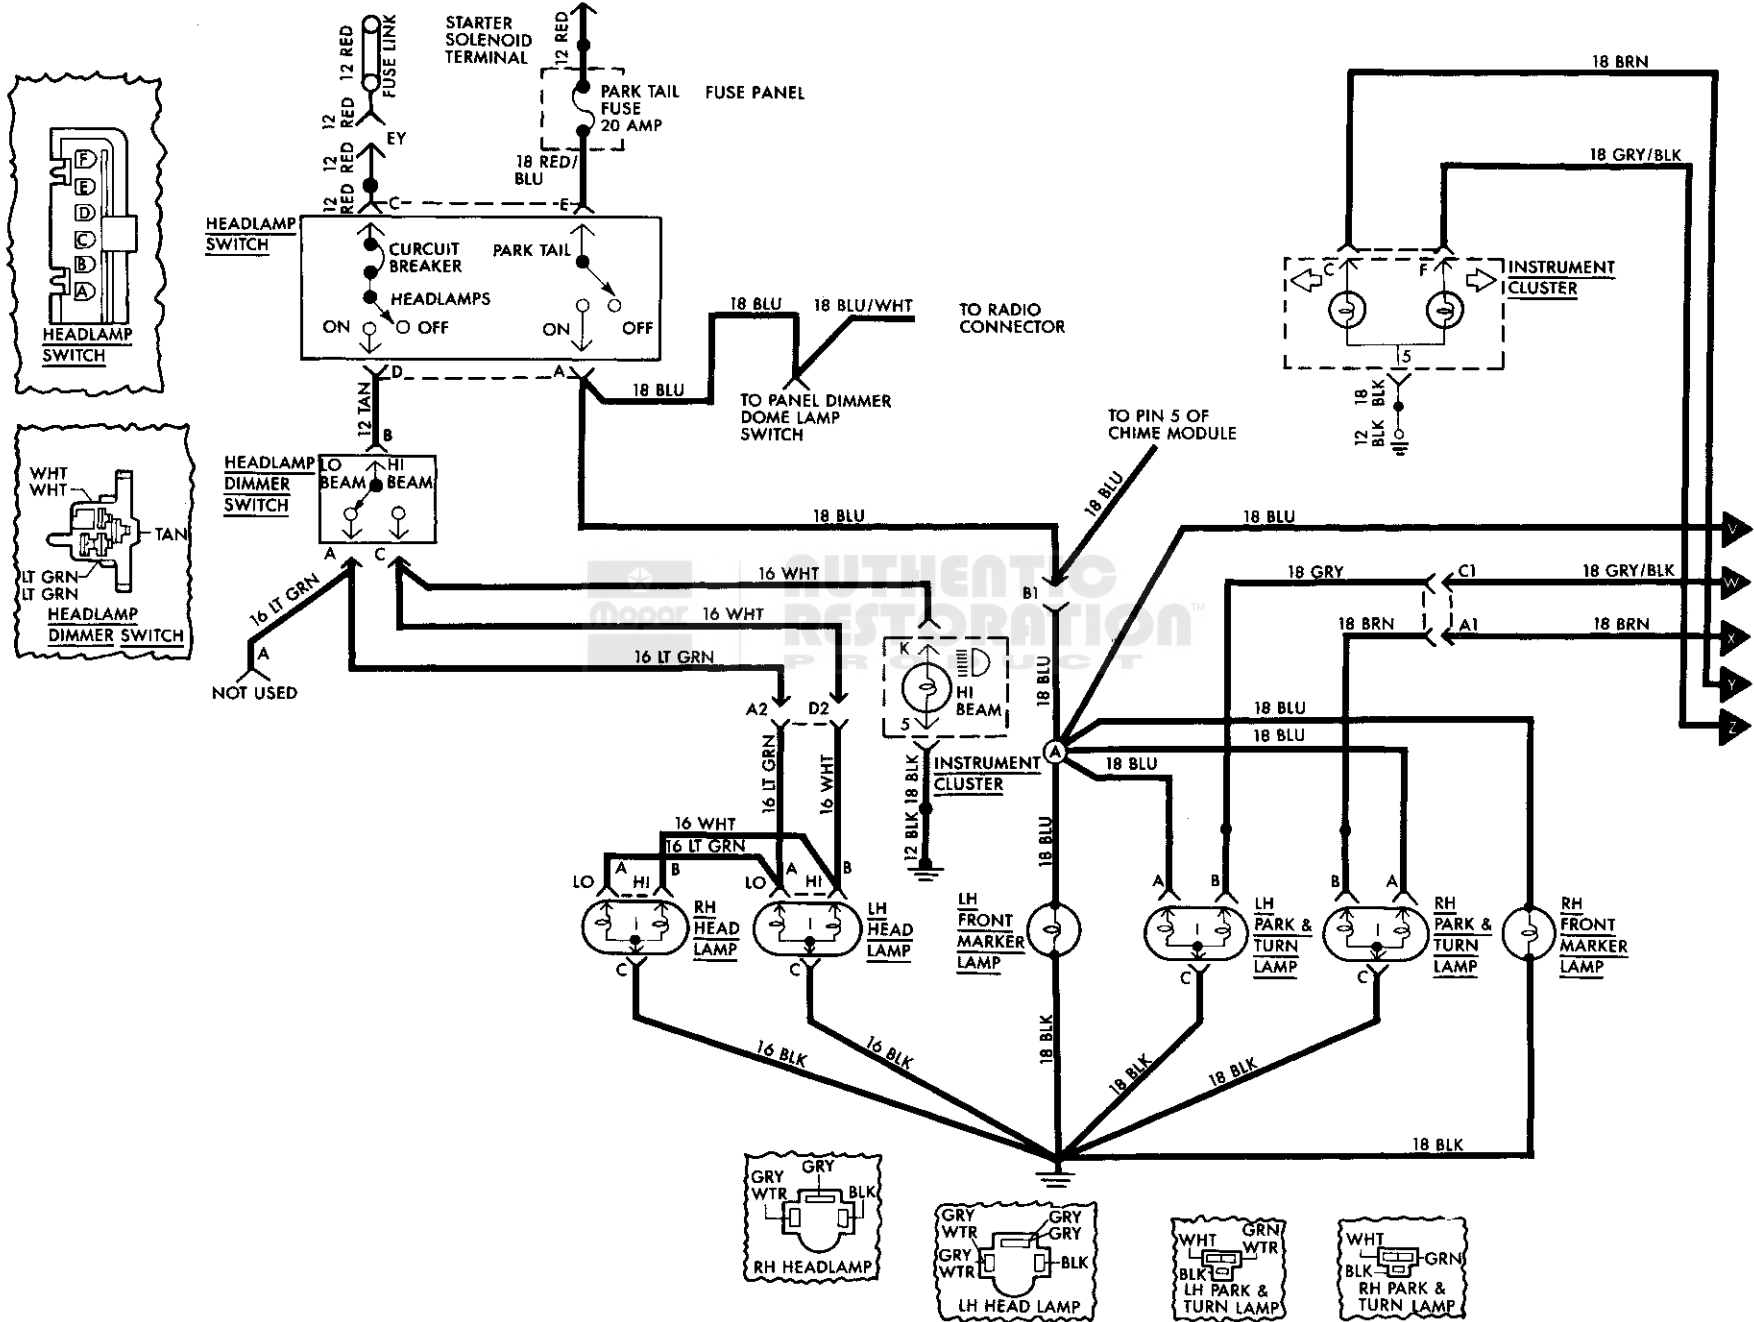 STARTER
SOLENOID
TERMINAL
12 RED
FUSE LINK
12 RED
12 RED
EY
12 RED
12 RED
PARK TAIL
FUSE
20 AMP
FUSE PANEL
18 RED/
BLU
18 BRN
18 GRY/BLK
F
E
D
C
B
A
HEADLAMP
SWITCH
HEADLAMP
SWITCH
C
E
CURCUIT
BREAKER
PARK TAIL
HEADLAMPS
ON
OFF
ON
OFF
D
A
18 BLU
18 BLU
18 BLU/WHT
TO RADIO
CONNECTOR
TO PANEL DIMMER
DOME LAMP
SWITCH
C
F
INSTRUMENT
CLUSTER
5
18 BLK
12 BLK
12 TAN
B
HEADLAMP
DIMMER
SWITCH
LO
BEAM
HI
BEAM
A
C
WHT
WHT
TAN
LT GRN
LT GRN
HEADLAMP
DIMMER SWITCH
TO PIN 5 OF
CHIME MODULE
18 BLU
18 BLU
18 BLU
V
16 LT GRN
A
NOT USED
16 WHT
16 WHT
16 LT GRN
Mopar
AUTHENTIC
RESTORATION™
PRODUCT
B1
18 GRY
C1
18 GRY/BLK
W
18 BRN
A1
18 BRN
X
Y
Z
K
HI
BEAM
5
INSTRUMENT
CLUSTER
18 BLK
12 BLK
A2
D2
16 LT GRN
16 WHT
18 BLU
A
18 BLU
18 BLU
18 BLU
18 BLU
16 WHT
16 LT GRN
A
B
LO
HI
A
B
LO
HI
RH
HEAD
LAMP
LH
HEAD
LAMP
LH
FRONT
MARKER
LAMP
A
B
LH
PARK &
TURN
LAMP
B
A
RH
PARK &
TURN
LAMP
RH
FRONT
MARKER
LAMP
C
C
C
C
16 BLK
16 BLK
18 BLK
18 BLK
18 BLK
18 BLK
GRY
GRY
WTR
BLK
RH HEADLAMP
GRY
WTR
GRY
GRY
GRY
WTR
BLK
LH HEAD LAMP
WHT
GRN
WTR
BLK
LH PARK &
TURN LAMP
WHT
GRN
BLK
RH PARK &
TURN LAMP